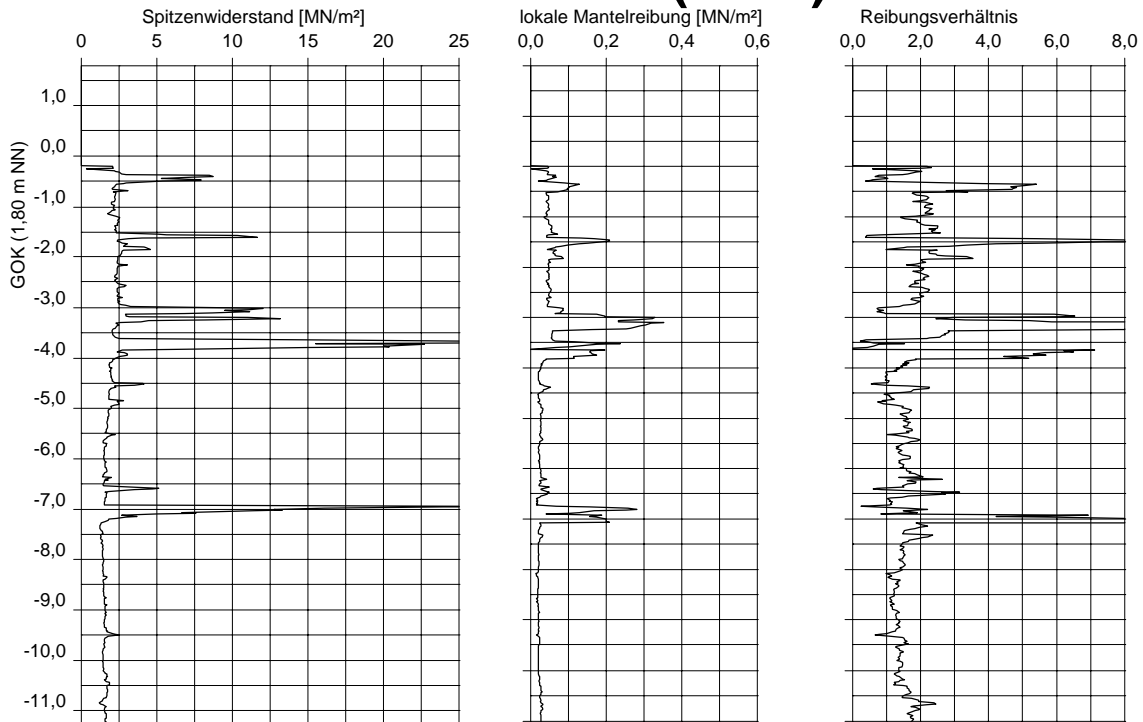 Spitzenwiderstand [MN/m²]
0 5 10 15 20 25
lokale Mantelreibung [MN/m²]
0,0 0,2 0,4 0,6
Reibungsverhältnis
0,0 2,0 4,0 6,0 8,0
GOK (1,80 m NN)
1,0
0,0
-1,0
-2,0
-3,0
-4,0
-5,0
-6,0
-7,0
-8,0
-9,0
-10,0
-11,0